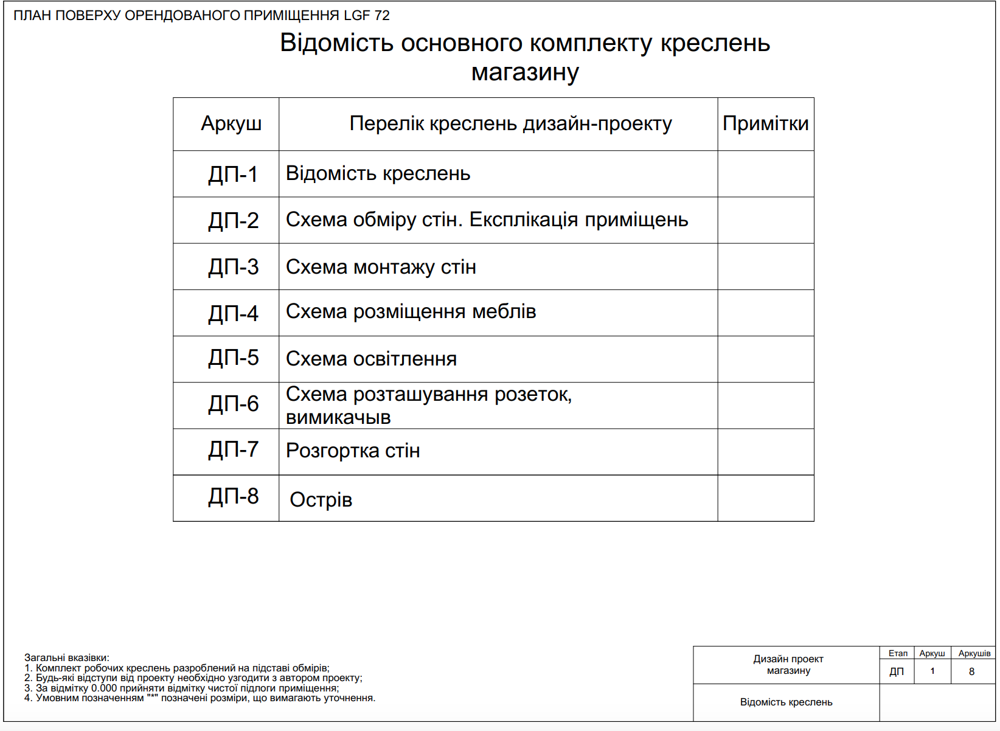 ПЛАН ПОВЕРХУ ОРЕНДОВАНОГО ПРИМІЩЕННЯ LGF 72
Відомість основного комплекту креслень
магазину
Аркуш Перелік креслень дизайн-проекту Примітки
ДП-1 Відомість креслень
ДП-2 Схема обміру стін. Експлікація приміщень
ДП-3 Схема монтажу стін
ДП-4 Схема розміщення меблів
ДП-5 Схема освітлення
ДП-6 Схема розташування розеток,
вимикачыв
ДП-7 Розгортка стін
ДП-8 Острів
Загальні вказівки:
1. Комплект робочих креслень розроблений на підставі обмірів;
2. Будь-які відступи від проекту необхідно узгодити з автором проекту;
3. За відмітку 0.000 прийняти відмітку чистої підлоги приміщення;
4. Умовним позначенням "*" позначені розміри, що вимагають уточнення.
Дизайн проект
магазину
Етап Аркуш Аркушів
ДП 1 8
Відомість креслень